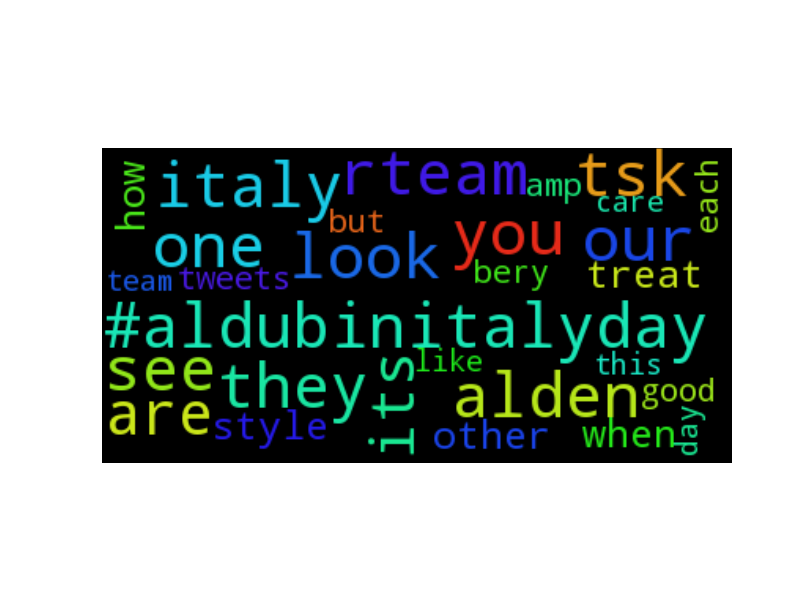 how italy rteam amp tsk care each
but
one look you our
team tweets bery treat
#aldubinitalyday
see they its like this
are style alden good
other when day